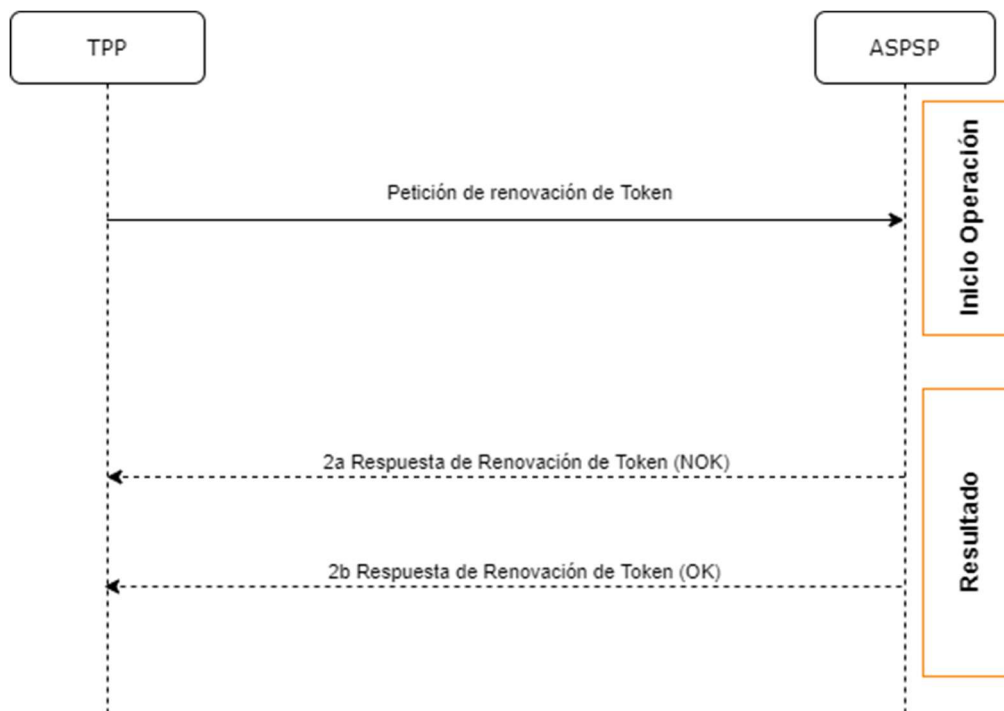 TPP
ASPSP
Inicio Operación
Petición de renovación de Token
2a Respuesta de Renovación de Token (NOK)
Resultado
2b Respuesta de Renovación de Token (OK)